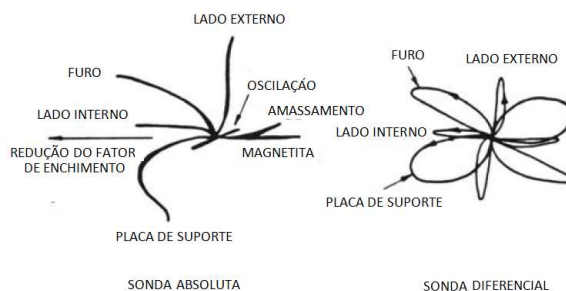 LADO EXTERNO
FURO
OSCILAÇÁO
AMASSAMENTO
LADO INTERNO
REDUÇÃO DO FATOR
DE ENCHIMENTO
MAGNETITA
PLACA DE SUPORTE
SONDA ABSOLUTA
FURO
LADO EXTERNO
LADO INTERNO
PLACA DE SUPORTE
SONDA DIFERENCIAL